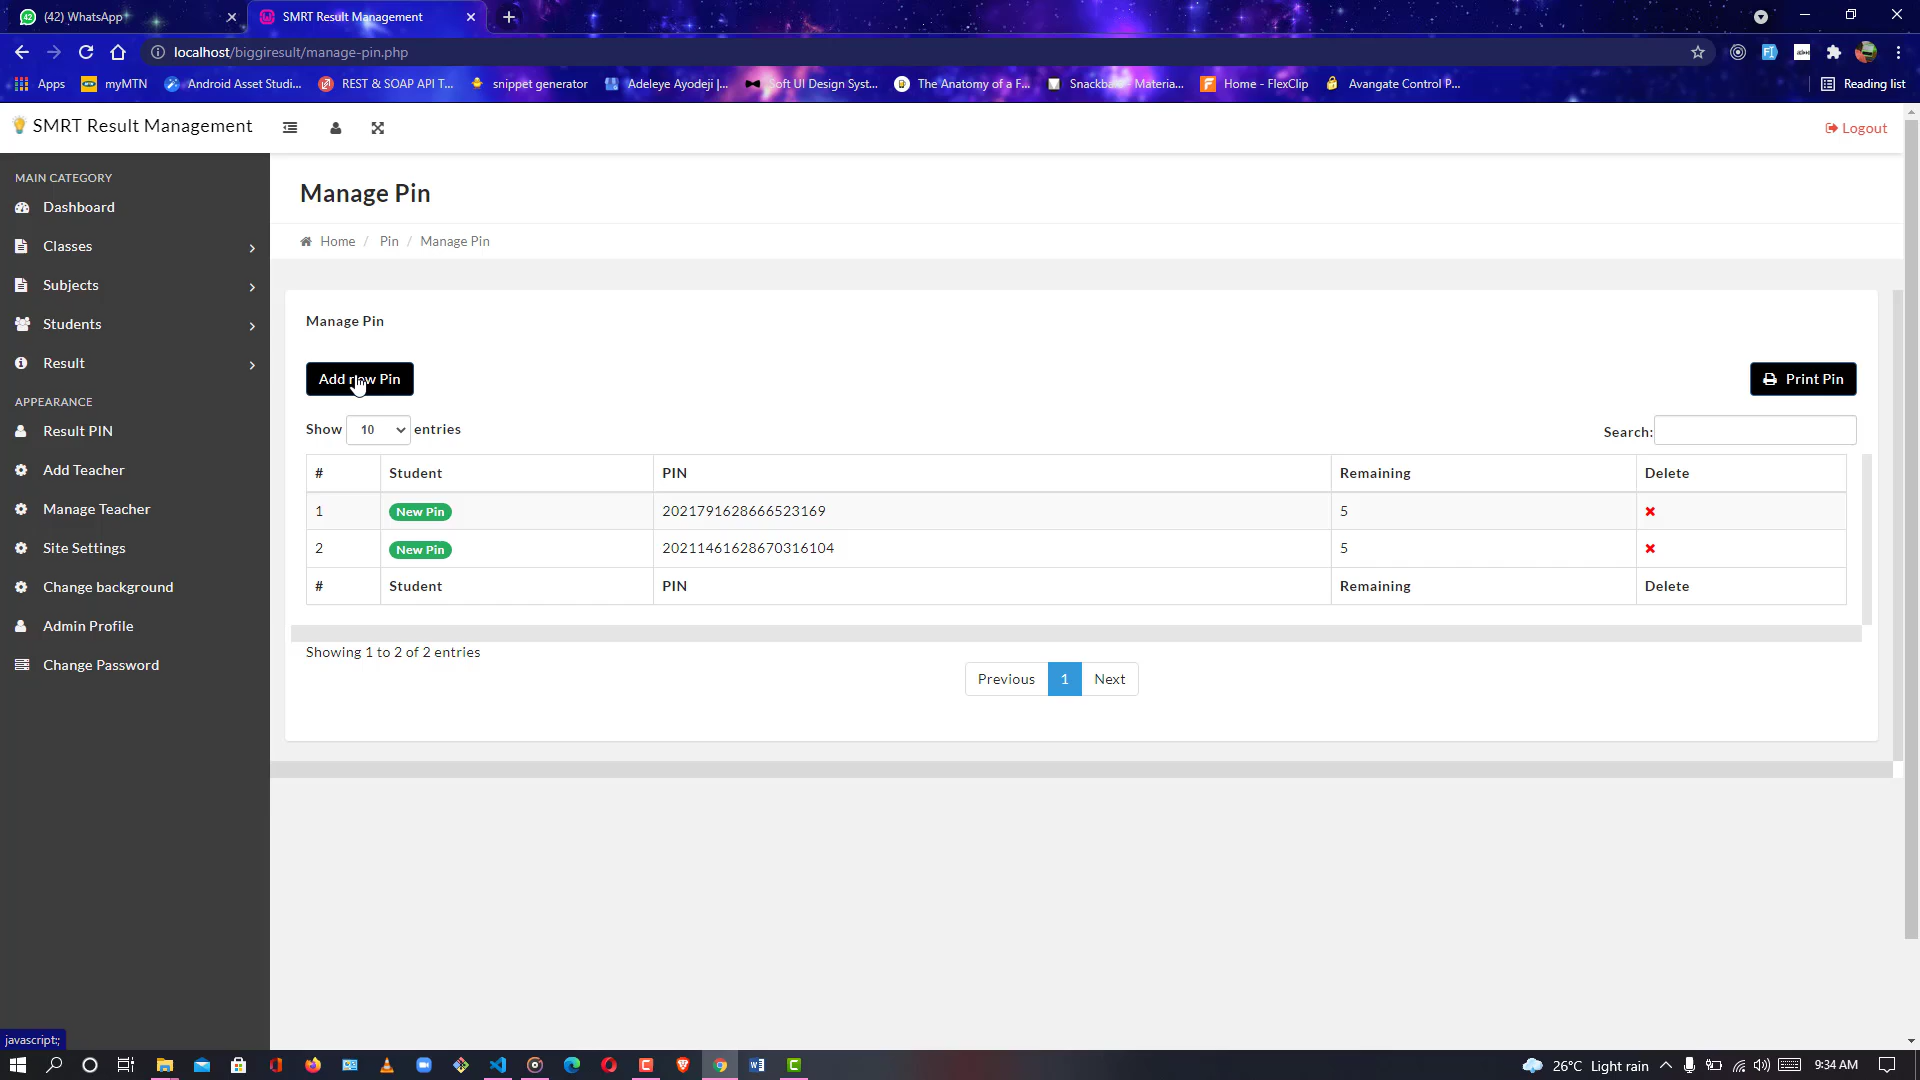 (42) WhatsApp
SMRT Result Management
localhost/biggiresult/manage-pin.php
Apps
myMTN
Android Asset Studi...
REST & SOAP API T...
snippet generator
Adeleye Ayodeji |...
Soft UI Design Syst...
The Anatomy of a F...
Snackbar - Materia...
Home - FlexClip
Avangate Control P...
Reading list
SMRT Result Management
Logout
MAIN CATEGORY
Dashboard
Classes
Subjects
Students
Result
APPEARANCE
Result PIN
Add Teacher
Manage Teacher
Site Settings
Change background
Admin Profile
Change Password
Manage Pin
Home / Pin / Manage Pin
Manage Pin
Add new Pin
Print Pin
Show 10 entries
Search:
# Student PIN Remaining Delete
1 New Pin 2021791628666523169 5
2 New Pin 20211461628670316104 5
# Student PIN Remaining Delete
Showing 1 to 2 of 2 entries
Previous 1 Next
javascript:;
26°C Light rain
9:34 AM